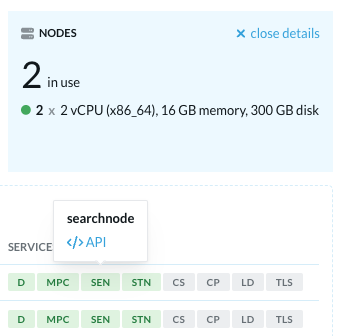 NODES
× close details
2 in use
2 x 2 vCPU (x86_64), 16 GB memory, 300 GB disk
searchnode
</> API
SERVICE
D MPC SEN STN CS CP LD TLS
D MPC SEN STN CS CP LD TLS